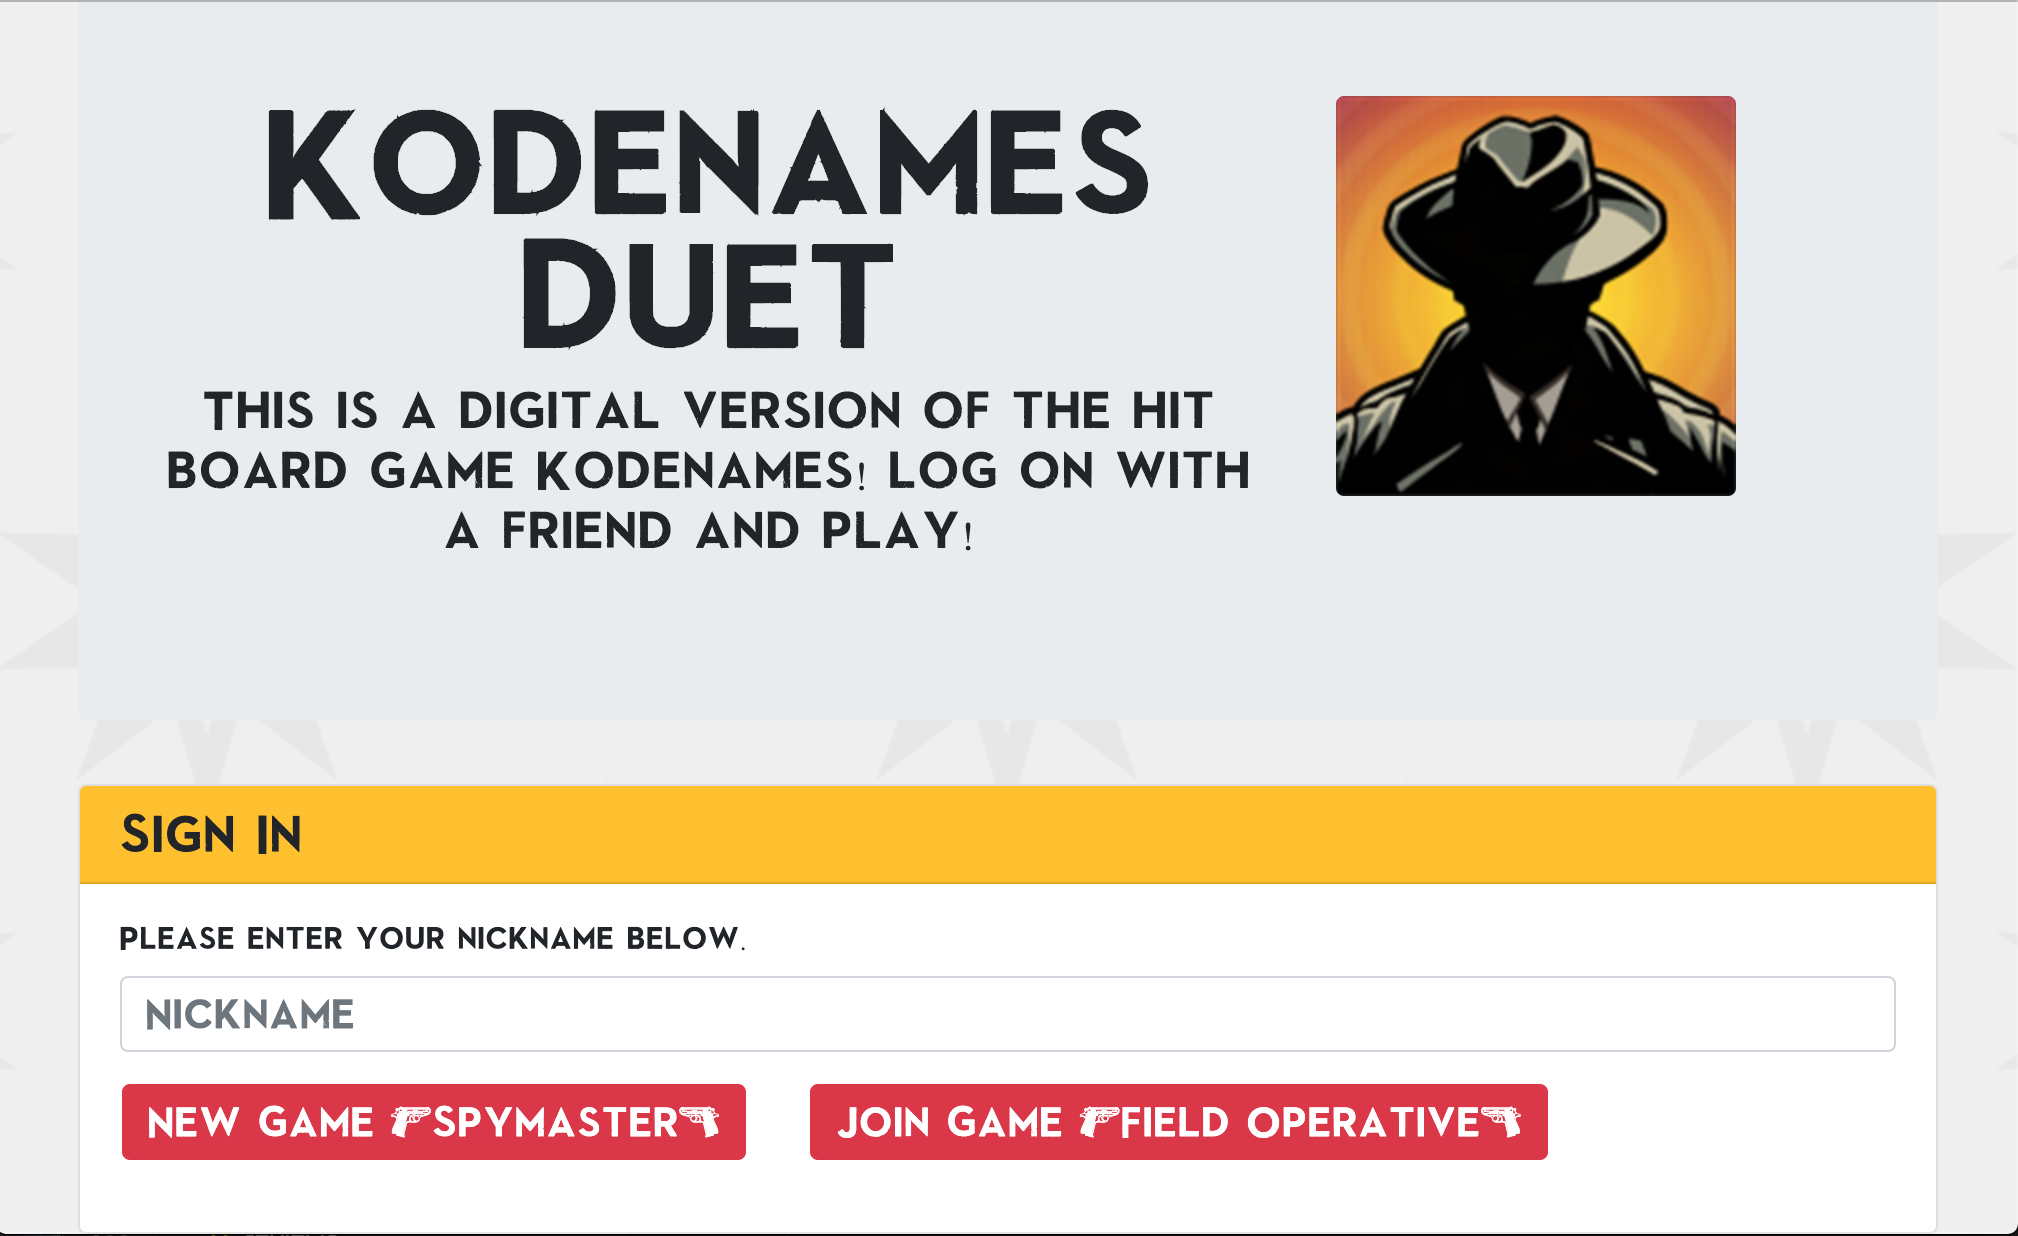 KODENAMES
DUET
THIS IS A DIGITAL VERSION OF THE HIT
BOARD GAME KODENAMES! LOG ON WITH
A FRIEND AND PLAY!
SIGN IN
PLEASE ENTER YOUR NICKNAME BELOW.
NICKNAME
NEW GAME SPYMASTER
JOIN GAME FIELD OPERATIVE